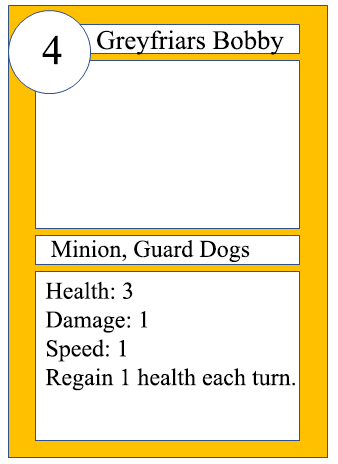 4
Greyfriars Bobby
Minion, Guard Dogs
Health: 3
Damage: 1
Speed: 1
Regain 1 health each turn.